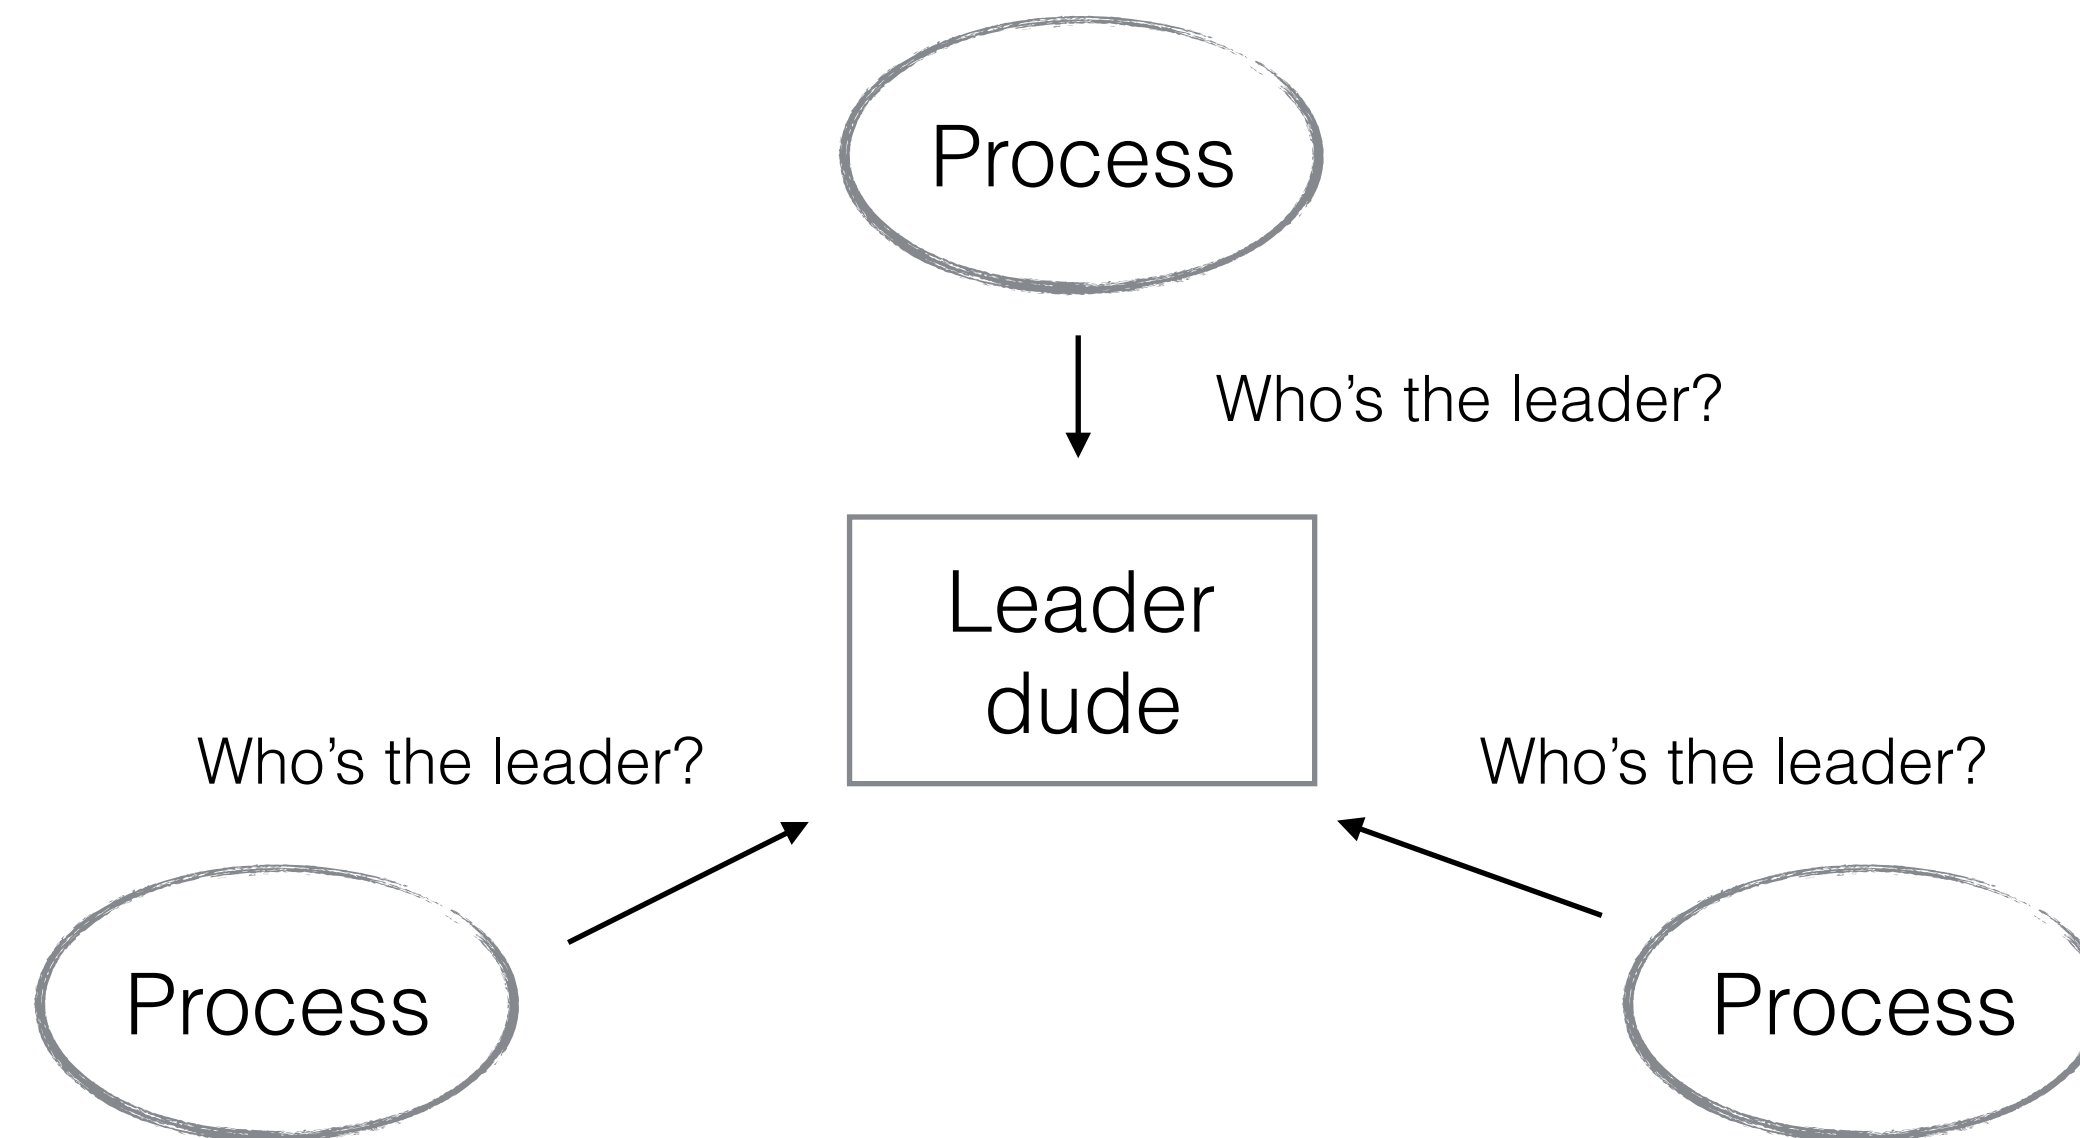 Process
Who’s the leader?
Leader
dude
Who’s the leader?
Who’s the leader?
Process
Process